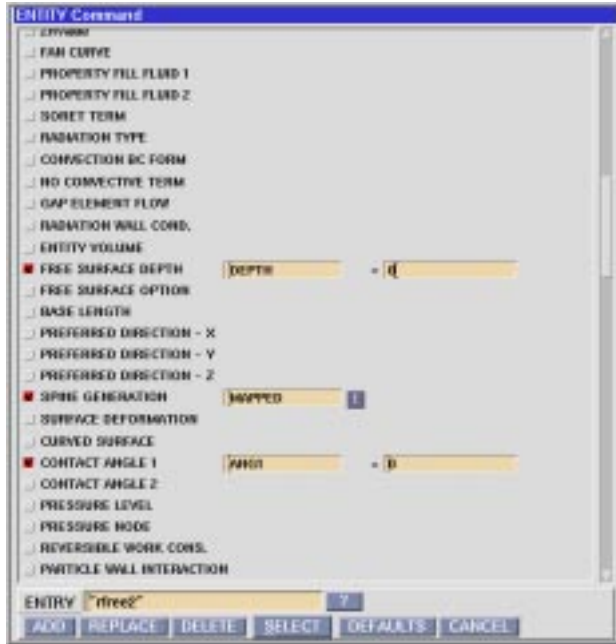 ENTITY Command
FAN CURVE
PROPERTY FILL FLUID 1
PROPERTY FILL FLUID 2
SORET TERM
RADIATION TYPE
CONVECTION BC FORM
NO CONVECTIVE TERM
GAP ELEMENT FLOW
RADIATION WALL COND.
ENTITY VOLUME
FREE SURFACE DEPTH DEPTH = 0
FREE SURFACE OPTION
BASE LENGTH
PREFERRED DIRECTION - X
PREFERRED DIRECTION - Y
PREFERRED DIRECTION - Z
SPINE GENERATION MAPPED
SURFACE DEFORMATION
CURVED SURFACE
CONTACT ANGLE 1 ANG1 = 0
CONTACT ANGLE 2
PRESSURE LEVEL
PRESSURE NODE
REVERSIBLE WORK CONS.
PARTICLE WALL INTERACTION
ENTRY "rfree2" ?
ADD REPLACE DELETE SELECT DEFAULTS CANCEL